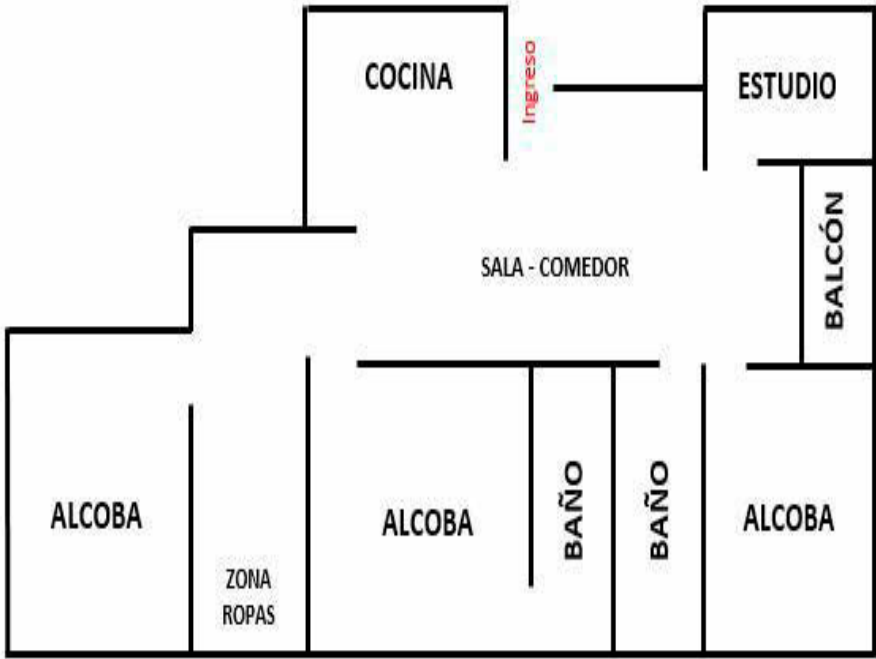 COCINA
Ingreso
ESTUDIO
SALA - COMEDOR
BALCÓN
ALCOBA
ZONA
ROPAS
ALCOBA
BAÑO
BAÑO
ALCOBA